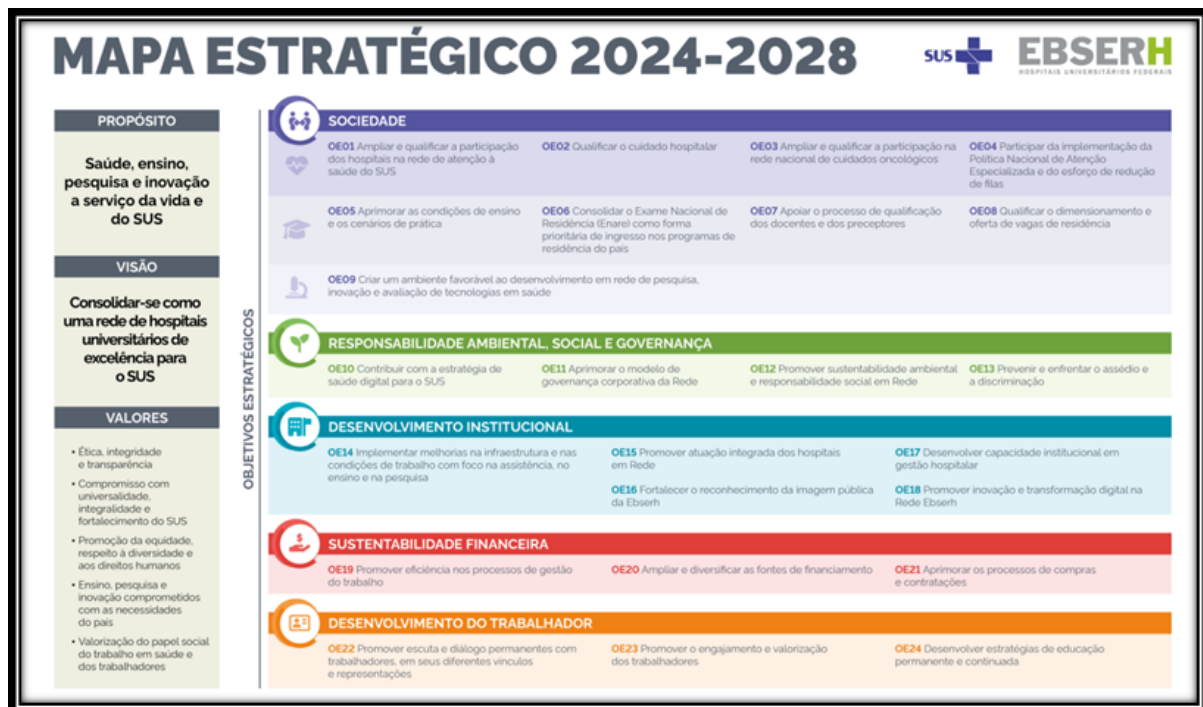 MAPA ESTRATÉGICO 2024-2028
SUS
EBSERH
HOSPITAIS UNIVERSITÁRIOS FEDERAIS
PROPÓSITO
Saúde, ensino,
pesquisa e inovação
a serviço da vida e
do SUS
VISÃO
Consolidar-se como
uma rede de hospitais
universitários de
excelência para
o SUS
VALORES
• Ética, integridade
e transparência
• Compromisso com
universalidade,
integralidade e
fortalecimento do SUS
• Promoção da equidade,
respeito à diversidade e
aos direitos humanos
• Ensino, pesquisa e
inovação comprometidos
com as necessidades
do país
• Valorização do papel social
do trabalho em saúde e
dos trabalhadores
OBJETIVOS ESTRATÉGICOS
SOCIEDADE
OE01 Ampliar e qualificar a participação
dos hospitais na rede de atenção à
saúde do SUS
OE02 Qualificar o cuidado hospitalar
OE03 Ampliar e qualificar a participação na
rede nacional de cuidados oncológicos
OE04 Participar da implementação da
Política Nacional de Atenção
Especializada e do esforço de redução
de filas
OE05 Aprimorar as condições de ensino
e os cenários de prática
OE06 Consolidar o Exame Nacional de
Residência (Enare) como forma
prioritária de ingresso nos programas de
residência do país
OE07 Apoiar o processo de qualificação
dos docentes e dos preceptores
OE08 Qualificar o dimensionamento e
oferta de vagas de residência
OE09 Criar um ambiente favorável ao desenvolvimento em rede de pesquisa,
inovação e avaliação de tecnologias em saúde
RESPONSABILIDADE AMBIENTAL, SOCIAL E GOVERNANÇA
OE10 Contribuir com a estratégia de
saúde digital para o SUS
OE11 Aprimorar o modelo de
governança corporativa da Rede
OE12 Promover sustentabilidade ambiental
e responsabilidade social em Rede
OE13 Prevenir e enfrentar o assédio e
a discriminação
DESENVOLVIMENTO INSTITUCIONAL
OE14 Implementar melhorias na infraestrutura e nas
condições de trabalho com foco na assistência, no
ensino e na pesquisa
OE15 Promover atuação integrada dos hospitais
em Rede
OE16 Fortalecer o reconhecimento da imagem pública
da Ebserh
OE17 Desenvolver capacidade institucional em
gestão hospitalar
OE18 Promover inovação e transformação digital na
Rede Ebserh
SUSTENTABILIDADE FINANCEIRA
OE19 Promover eficiência nos processos de gestão
do trabalho
OE20 Ampliar e diversificar as fontes de financiamento
OE21 Aprimorar os processos de compras
e contratações
DESENVOLVIMENTO DO TRABALHADOR
OE22 Promover escuta e diálogo permanentes com
trabalhadores, em seus diferentes vínculos
e representações
OE23 Promover o engajamento e valorização
dos trabalhadores
OE24 Desenvolver estratégias de educação
permanente e continuada